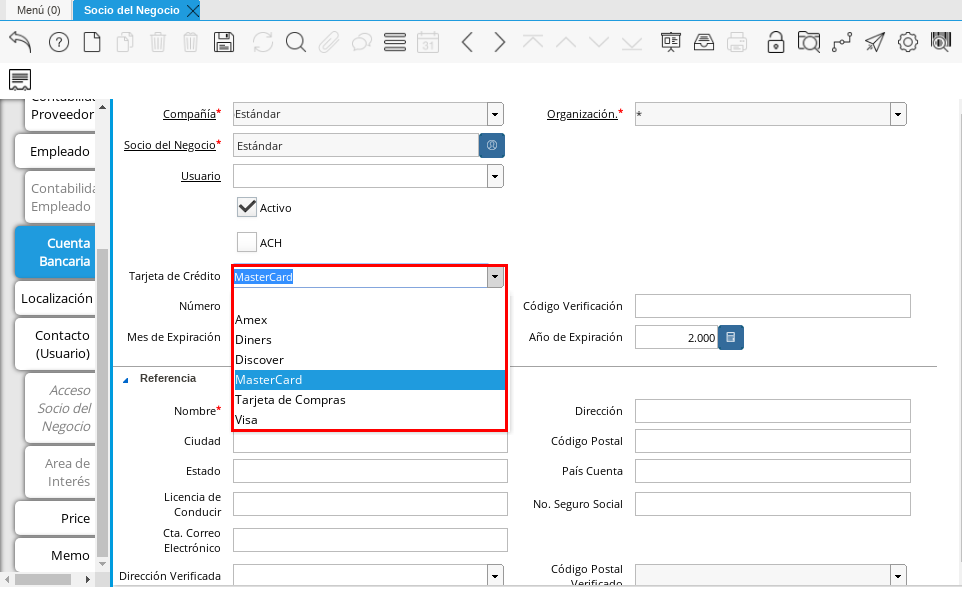 Menú (0)
Socio del Negocio
31
Contabilida
Proveedor
Empleado
Contabilida
Empleado
Cuenta
Bancaria
Localización
Contacto
(Usuario)
Acceso
Socio del
Negocio
Area de
Interés
Price
Memo
Compañía*
Estándar
Organización.*
*
Socio del Negocio*
Estándar
Usuario
Activo
ACH
Tarjeta de Crédito
MasterCard
Amex
Diners
Discover
MasterCard
Tarjeta de Compras
Visa
Número
Código Verificación
Mes de Expiración
Año de Expiración
2.000
Referencia
Nombre*
Dirección
Ciudad
Código Postal
Estado
País Cuenta
Licencia de
Conducir
No. Seguro Social
Cta. Correo
Electrónico
Dirección Verificada
Código Postal
Verificado